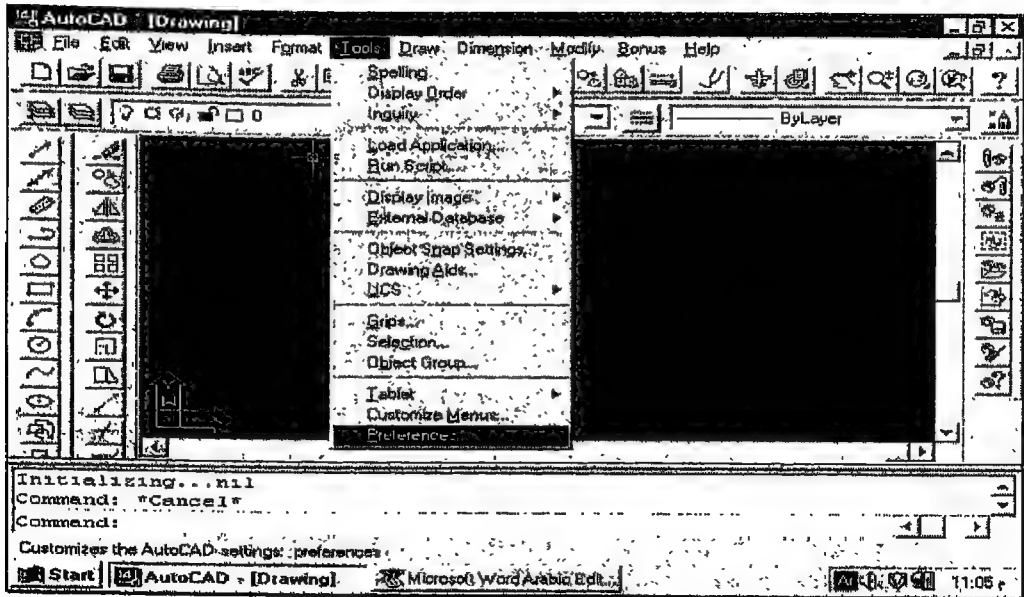 AutoCAD - [Drawing]
File Edit View Insert Format Tools Draw Dimension Modify Bonus Help
0 ByLayer
Spelling
Display Order
Inquiry
Load Application...
Run Script...
Display Image
External Database
Object Snap Settings...
Drawing Aids...
UCS
Grips...
Selection...
Object Group...
Tablet
Customize Menus...
Preferences
Initializing...nil
Command: *Cancel*
Command:
Customizes the AutoCAD settings: preferences
Start AutoCAD - [Drawing] Microsoft Word Arabic Edit... Ar 11:05 م